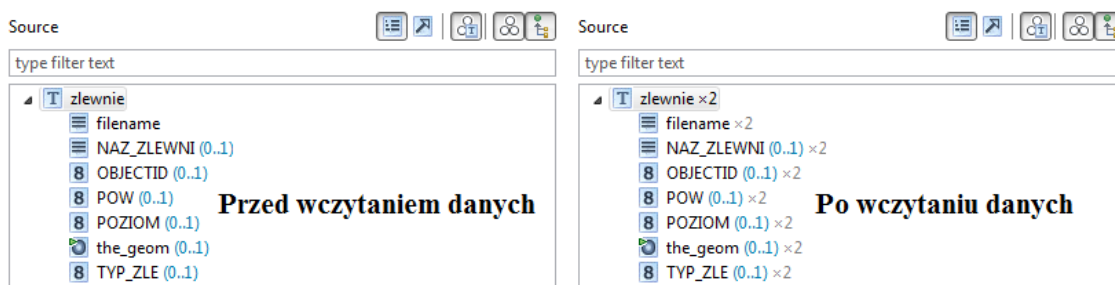 Source
type filter text
zlewnie
filename
NAZ_ZLEWNI (0..1)
OBJECTID (0..1)
POW (0..1)
POZIOM (0..1)
the_geom (0..1)
TYP_ZLE (0..1)
Przed wczytaniem danych
Source
type filter text
zlewnie ×2
filename ×2
NAZ_ZLEWNI (0..1) ×2
OBJECTID (0..1) ×2
POW (0..1) ×2
POZIOM (0..1) ×2
the_geom (0..1) ×2
TYP_ZLE (0..1) ×2
Po wczytaniu danych